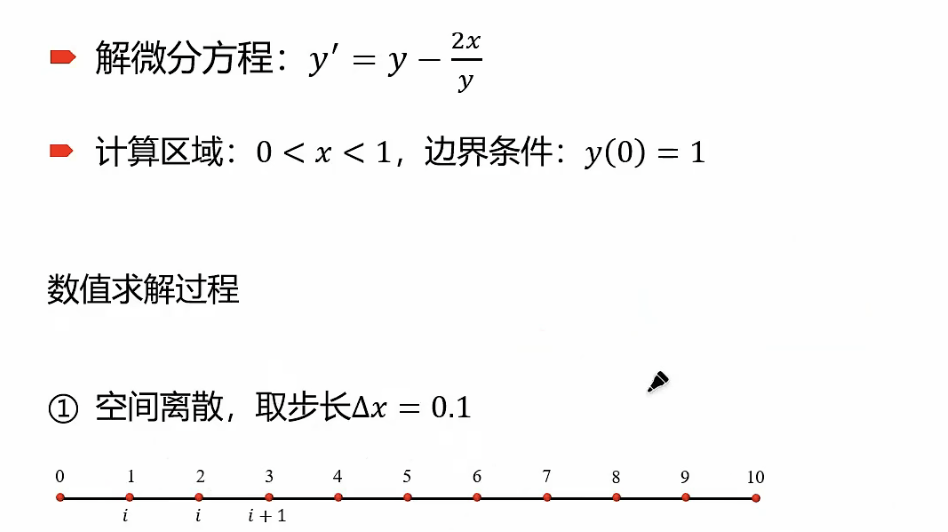 解微分方程：y′ = y − 2x/y
计算区域：0 < x < 1，边界条件：y(0) = 1
数值求解过程
① 空间离散，取步长Δx = 0.1
0 1 2 3 4 5 6 7 8 9 10
i i i + 1